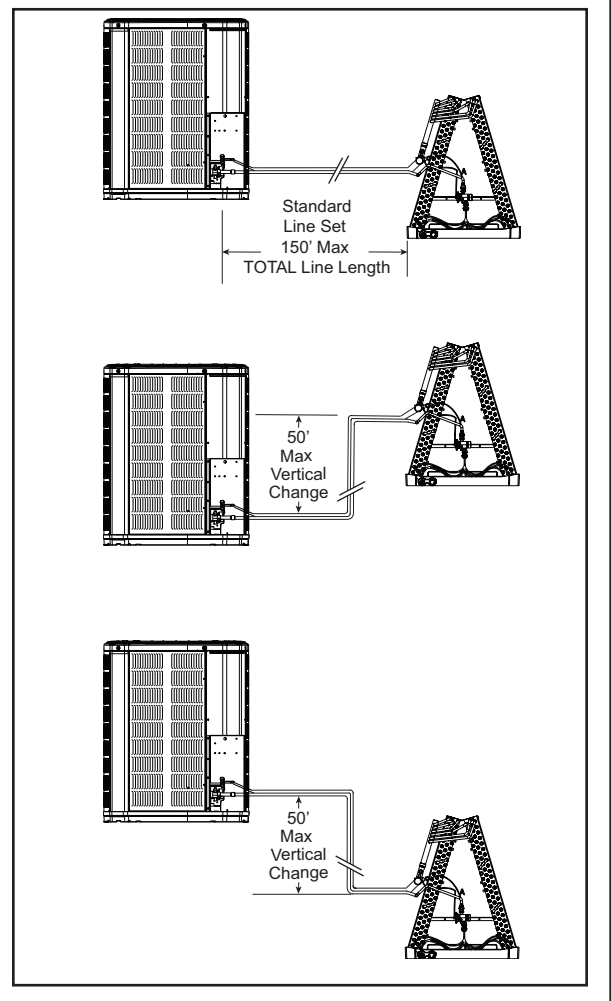 Standard
Line Set
150' Max
TOTAL Line Length
50'
Max
Vertical
Change
50'
Max
Vertical
Change